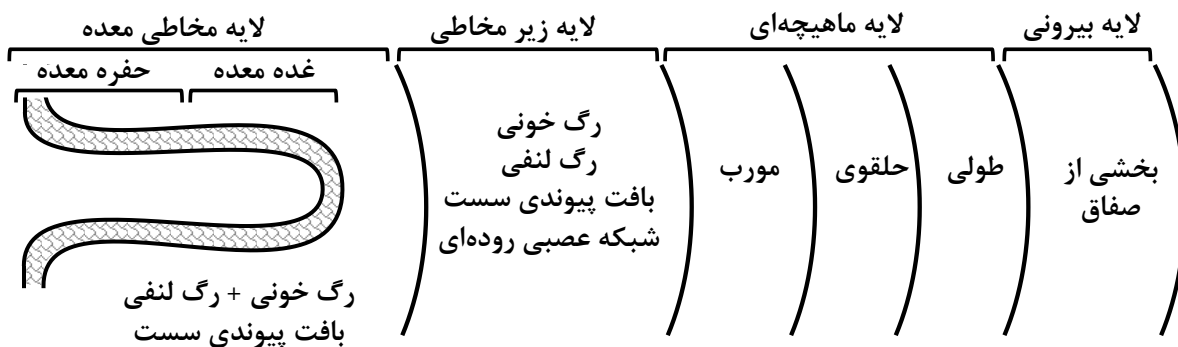 لایه بیرونی
لایه ماهیچه‌ای
لایه زیر مخاطی
لایه مخاطی معده
غده معده
حفره معده
بخشی از
صفاق
طولی
حلقوی
مورب
رگ خونی
رگ لنفی
بافت پیوندی سست
شبکه عصبی روده‌ای
رگ خونی + رگ لنفی
بافت پیوندی سست